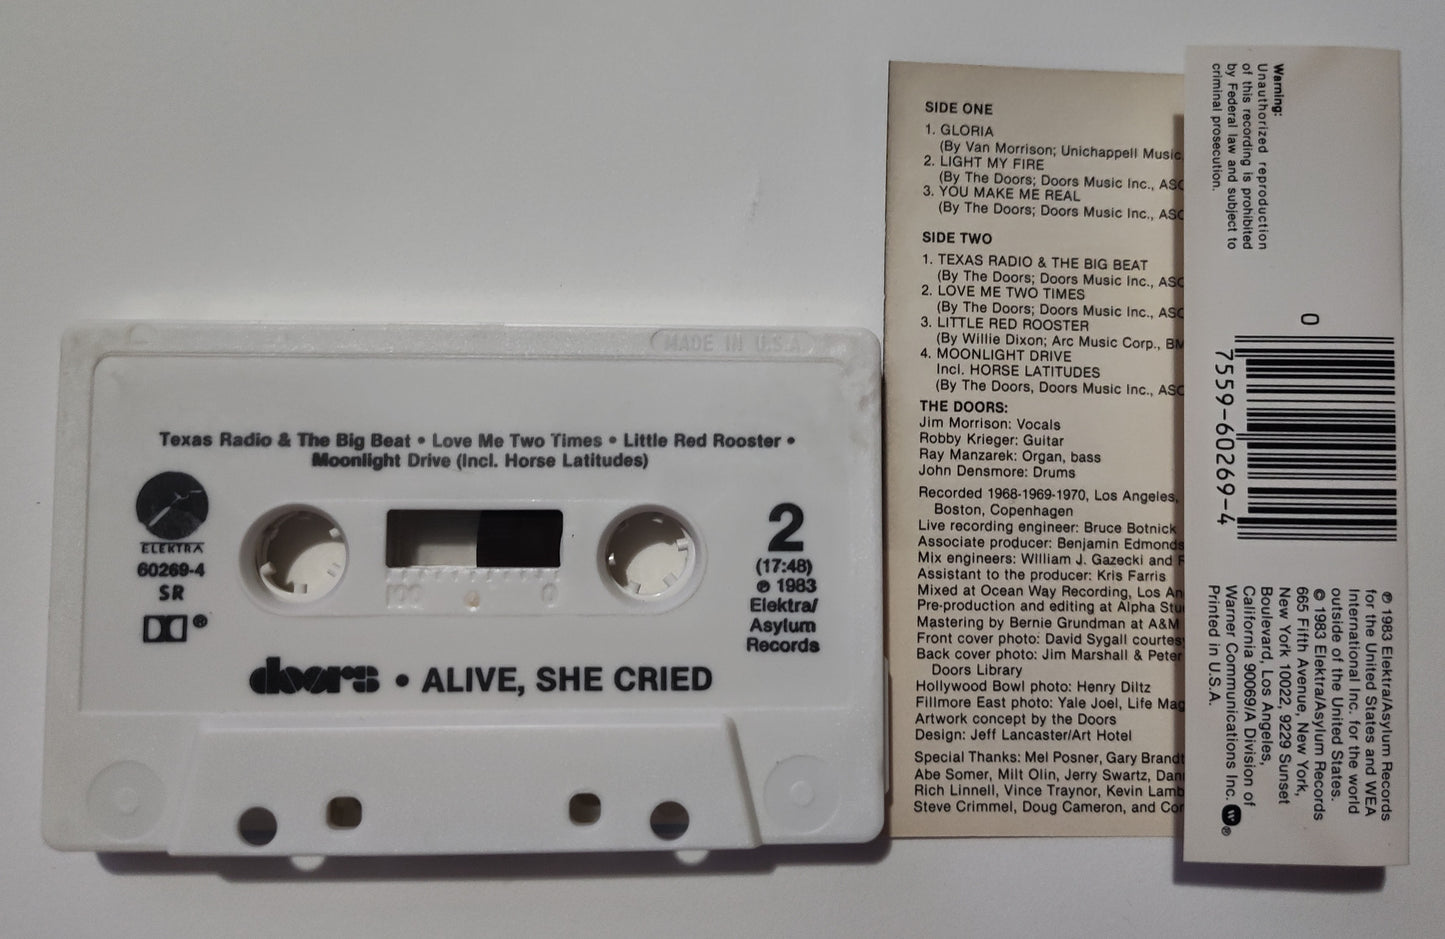 MADE IN U.S.A.
Texas Radio & The Big Beat • Love Me Two Times • Little Red Rooster •
Moonlight Drive (Incl. Horse Latitudes)
ELEKTRA
60269-4
SR
®
100
0
2
(17:48)
℗ 1983
Elektra/
Asylum
Records
doors • ALIVE, SHE CRIED
SIDE ONE
1. GLORIA
(By Van Morrison; Unichappell Music
2. LIGHT MY FIRE
(By The Doors; Doors Music Inc., ASC
3. YOU MAKE ME REAL
(By The Doors; Doors Music Inc., ASC
SIDE TWO
1. TEXAS RADIO & THE BIG BEAT
(By The Doors; Doors Music Inc., ASC
2. LOVE ME TWO TIMES
(By The Doors; Doors Music Inc., ASC
3. LITTLE RED ROOSTER
(By Willie Dixon; Arc Music Corp., BM
4. MOONLIGHT DRIVE
Incl. HORSE LATITUDES
(By The Doors, Doors Music Inc., ASC
THE DOORS:
Jim Morrison: Vocals
Robby Krieger: Guitar
Ray Manzarek: Organ, bass
John Densmore: Drums
Recorded 1968-1969-1970, Los Angeles,
Boston, Copenhagen
Live recording engineer: Bruce Botnick
Associate producer: Benjamin Edmonds
Mix engineers: William J. Gazecki and
Assistant to the producer: Kris Farris
Mixed at Ocean Way Recording, Los An
Pre-production and editing at Alpha Stu
Mastering by Bernie Grundman at A&M
Front cover photo: David Sygall courtesy
Back cover photo: Jim Marshall & Peter
Doors Library
Hollywood Bowl photo: Henry Diltz
Fillmore East photo: Yale Joel, Life Mag
Artwork concept by the Doors
Design: Jeff Lancaster/Art Hotel
Special Thanks: Mel Posner, Gary Brandt
Abe Somer, Milt Olin, Jerry Swartz, Dan
Rich Linnell, Vince Traynor, Kevin Lamb
Steve Crimmel, Doug Cameron, and Cor
Warning:
Unauthorized reproduction
of this recording is prohibited
by Federal law and subject to
criminal prosecution.
0
7559-60269-4
℗ 1983 Elektra/Asylum Records
for the United States and WEA
International Inc. for the world
outside of the United States.
© 1983 Elektra/Asylum Records
665 Fifth Avenue, New York,
New York 10022, 9229 Sunset
Boulevard, Los Angeles,
California 90069/A Division of
Warner Communications Inc. ®
Printed in U.S.A.